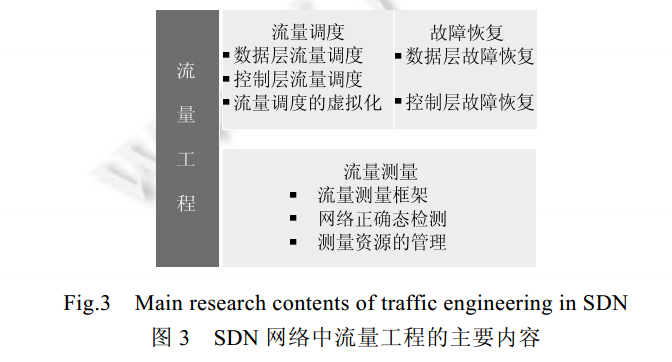 流量工程
流量调度
▪ 数据层流量调度
▪ 控制层流量调度
▪ 流量调度的虚拟化
故障恢复
▪ 数据层故障恢复
▪ 控制层故障恢复
流量测量
▪ 流量测量框架
▪ 网络正确态检测
▪ 测量资源的管理
Fig.3 Main research contents of traffic engineering in SDN
图 3 SDN 网络中流量工程的主要内容